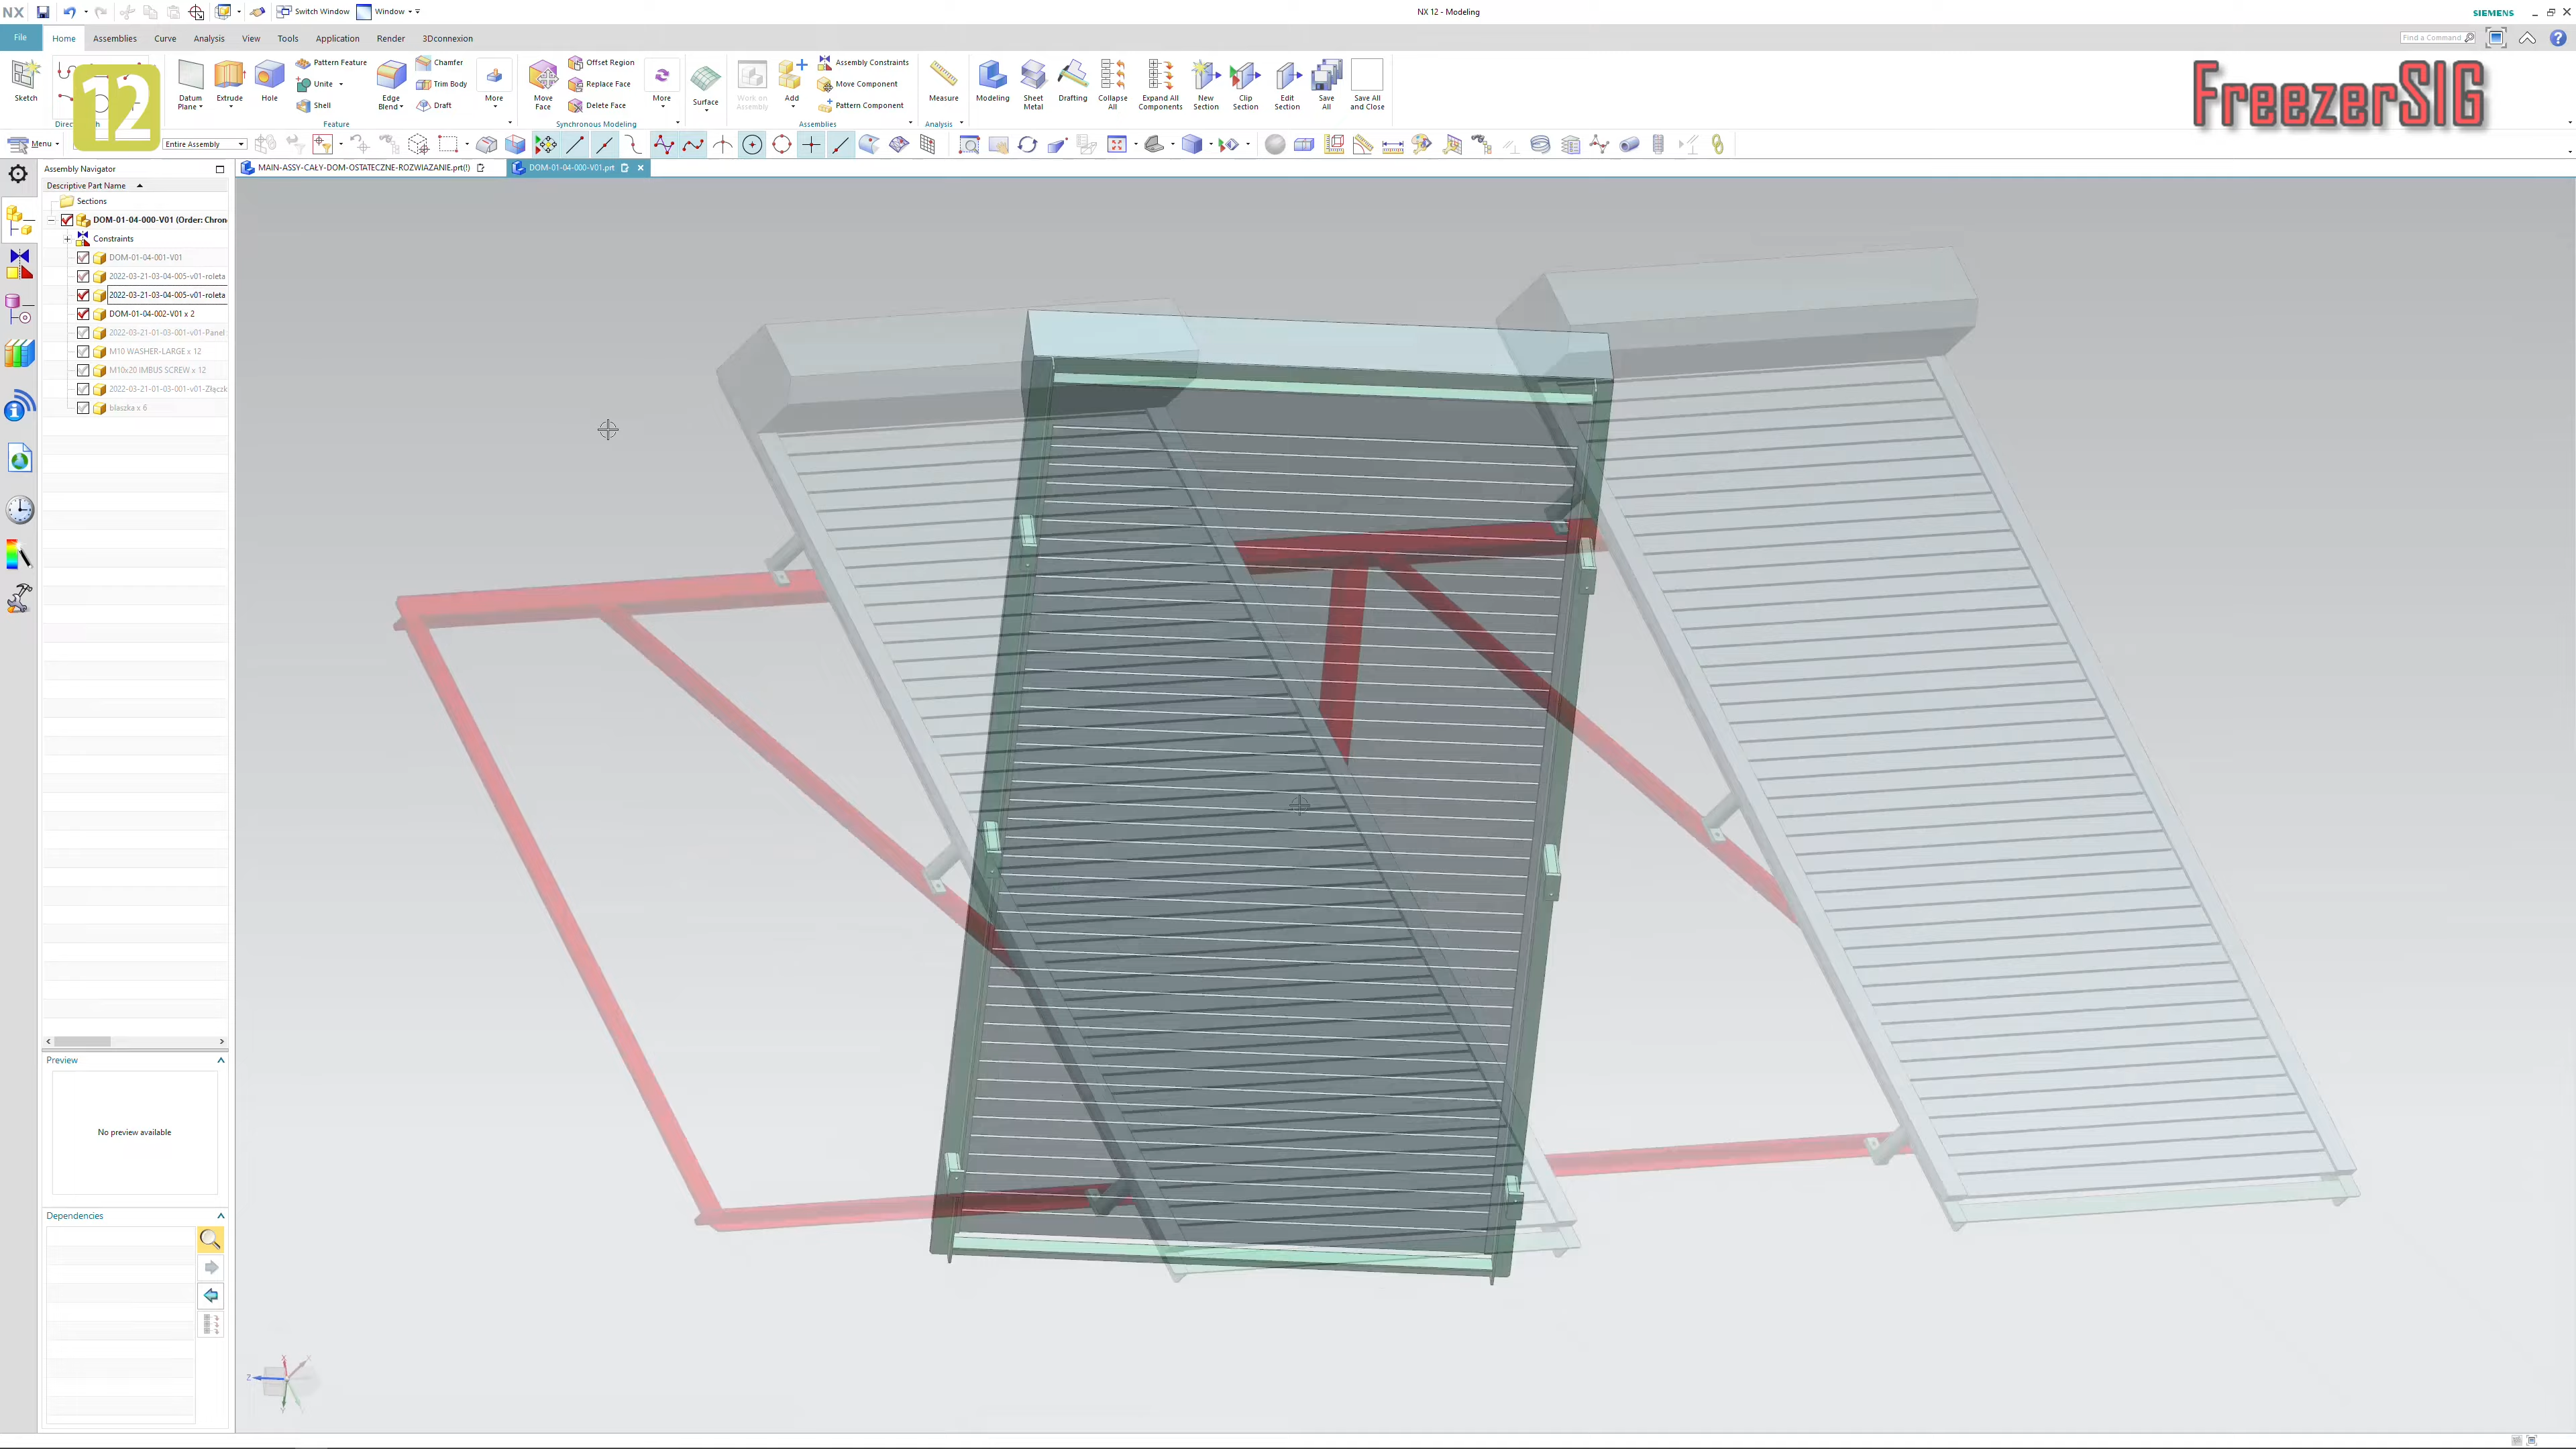 NX
Switch Window
Window
NX 12 - Modeling
SIEMENS
File
Home
Assemblies
Curve
Analysis
View
Tools
Application
Render
3Dconnexion
Find a Command
Sketch
12
Datum
Plane
Extrude
Hole
Pattern Feature
Unite
Shell
Edge
Blend
Chamfer
Trim Body
Draft
More
Feature
Move
Face
Offset Region
Replace Face
Delete Face
More
Synchronous Modeling
Surface
Work on
Assembly
Add
Assembly Constraints
Move Component
Pattern Component
Assemblies
Measure
Analysis
Modeling
Sheet
Metal
Drafting
Collapse
All
Expand All
Components
New
Section
Clip
Section
Edit
Section
Save
All
Save All
and Close
FreezerSIG
Menu
Entire Assembly
Assembly Navigator
MAIN-ASSY-CAŁY-DOM-OSTATECZNE-ROZWIAZANIE.prt(!)
DOM-01-04-000-V01.prt
Descriptive Part Name
Sections
DOM-01-04-000-V01 (Order: Chron
Constraints
DOM-01-04-001-V01
2022-03-21-03-04-005-v01-roleta
2022-03-21-03-04-005-v01-roleta
DOM-01-04-002-V01 x 2
2022-03-21-01-03-001-v01-Panel
M10 WASHER-LARGE x 12
M10x20 IMBUS SCREW x 12
2022-03-21-01-03-001-v01-Złączk
blaszka x 6
Preview
No preview available
Dependencies
Z
X
Y